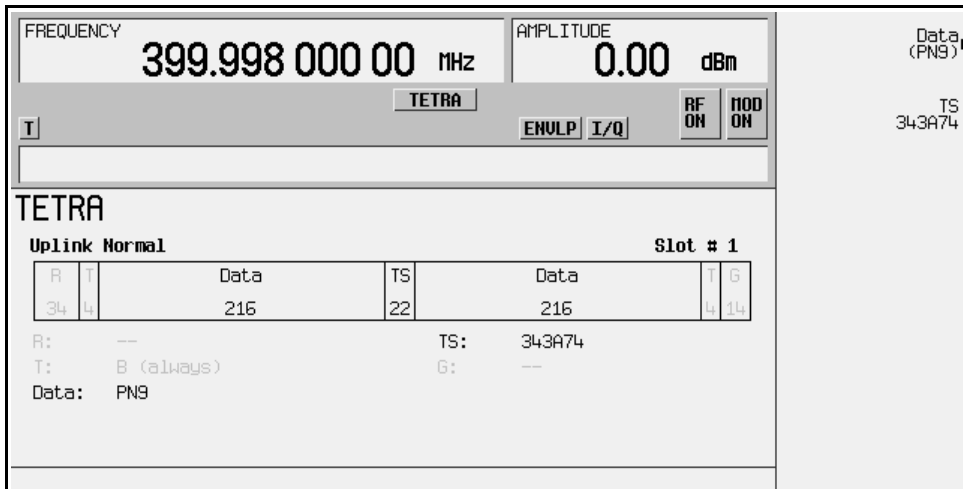 FREQUENCY
399.998 000 00 MHz
AMPLITUDE
0.00 dBm
TETRA
T
ENVLP I/Q
RF ON
MOD ON
TETRA
Uplink Normal Slot # 1
R T Data TS Data T G
34 4 216 22 216 4 14
R: --
TS: 343A74
T: B (always)
G: --
Data: PN9
Data
(PN9)
TS
343A74